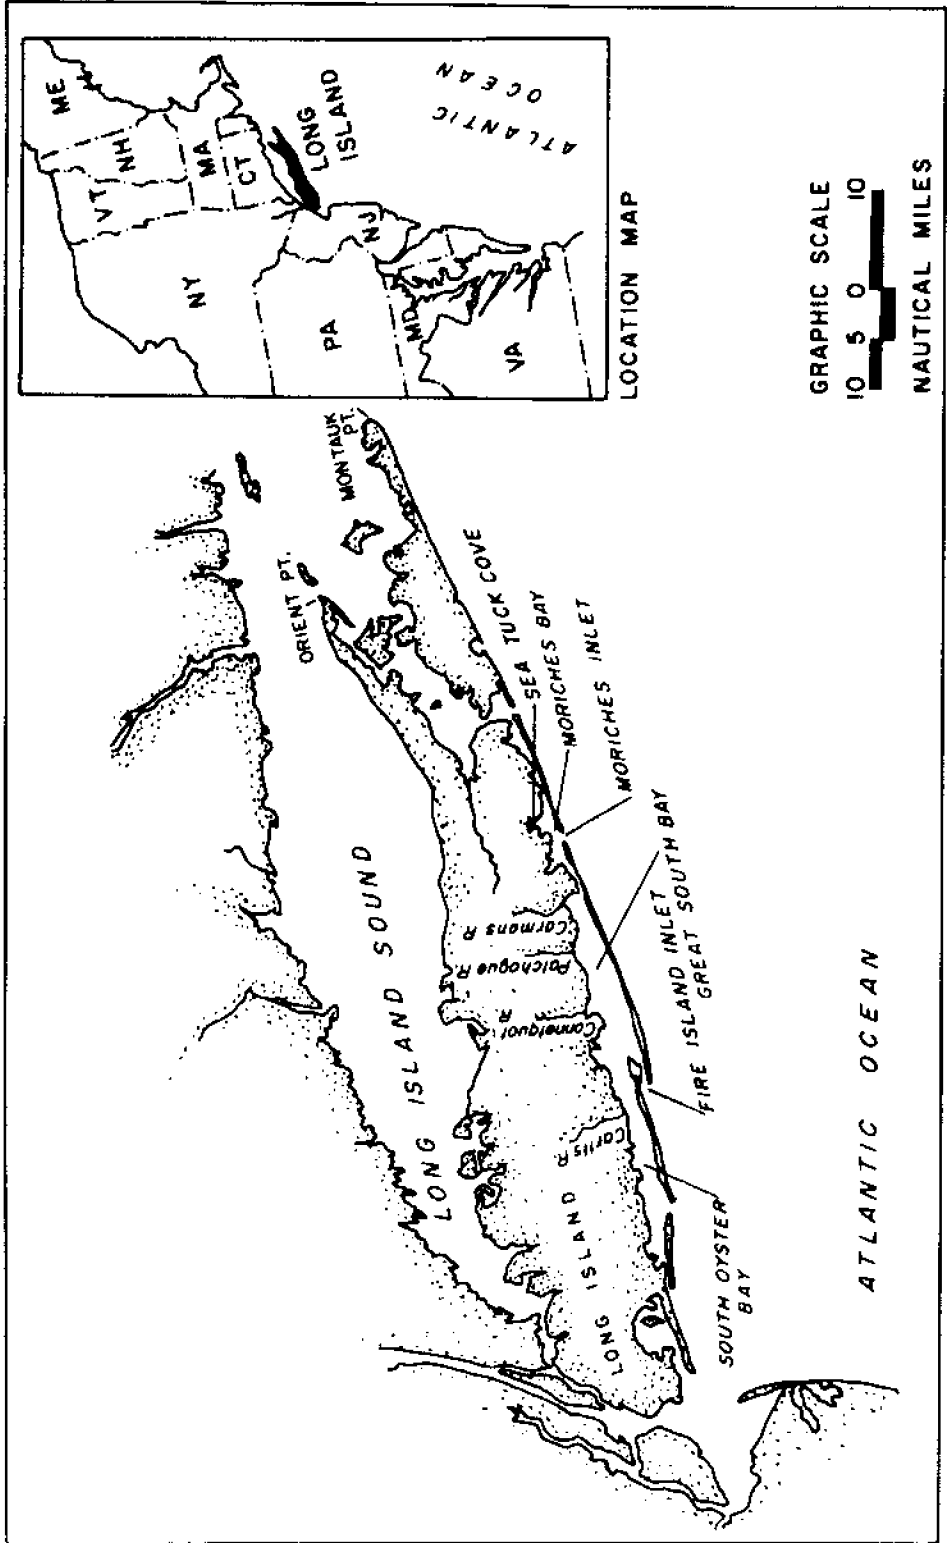 ME
VT
NH
MA
CT
NY
PA
NJ
MD
VA
LONG
ISLAND
ATLANTIC
OCEAN
LOCATION MAP
GRAPHIC SCALE
10 5 0 10
NAUTICAL MILES
ORIENT PT.
MONTAUK
PT.
LONG ISLAND SOUND
SEA TUCK COVE
MORICHES BAY
MORICHES INLET
Carmans R
Patchogue R
Connetquot
R
Carlls R
LONG ISLAND
FIRE ISLAND INLET
GREAT SOUTH BAY
SOUTH OYSTER
BAY
ATLANTIC OCEAN